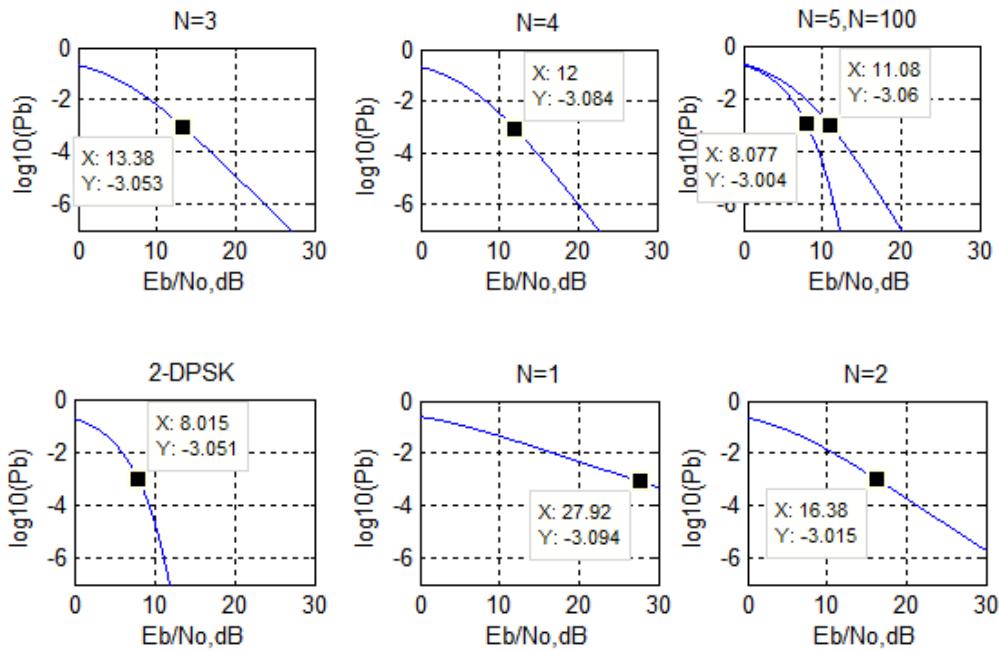 N=3
N=4
N=5,N=100
0
-2
-4
-6
log10(Pb)
X: 13.38
Y: -3.053
0
10
20
30
Eb/No,dB
0
-2
-4
-6
log10(Pb)
X: 12
Y: -3.084
0
10
20
30
Eb/No,dB
0
-2
log10(Pb)
X: 11.08
Y: -3.06
X: 8.077
Y: -3.004
0
10
20
30
Eb/No,dB
2-DPSK
N=1
N=2
0
-2
-4
-6
log10(Pb)
X: 8.015
Y: -3.051
0
10
20
30
Eb/No,dB
0
-2
-4
-6
log10(Pb)
X: 27.92
Y: -3.094
0
10
20
30
Eb/No,dB
0
-2
-4
-6
log10(Pb)
X: 16.38
Y: -3.015
0
10
20
30
Eb/No,dB